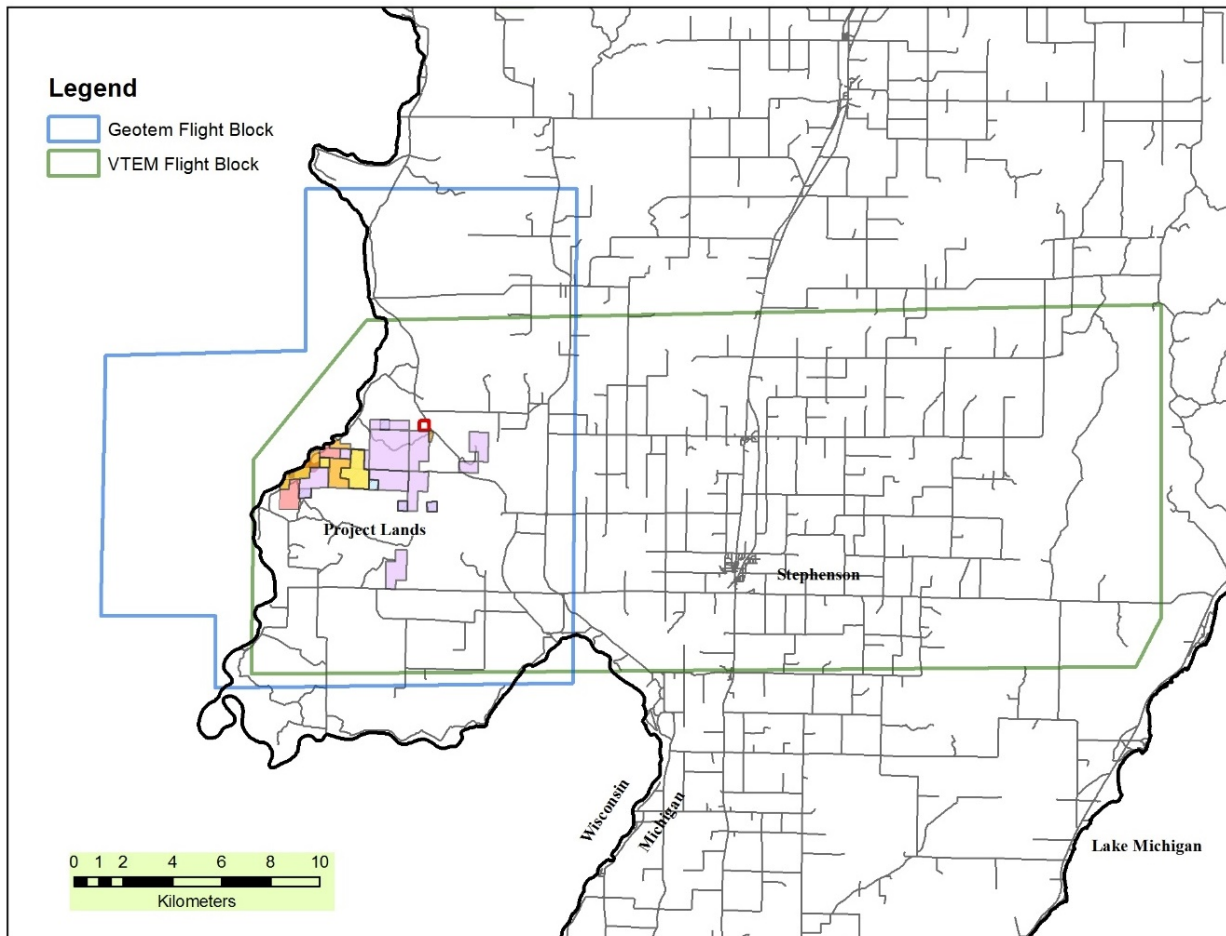 Legend
Geotem Flight Block
VTEM Flight Block
Project Lands
Stephenson
Wisconsin
Michigan
Lake Michigan
0 1 2 4 6 8 10
Kilometers